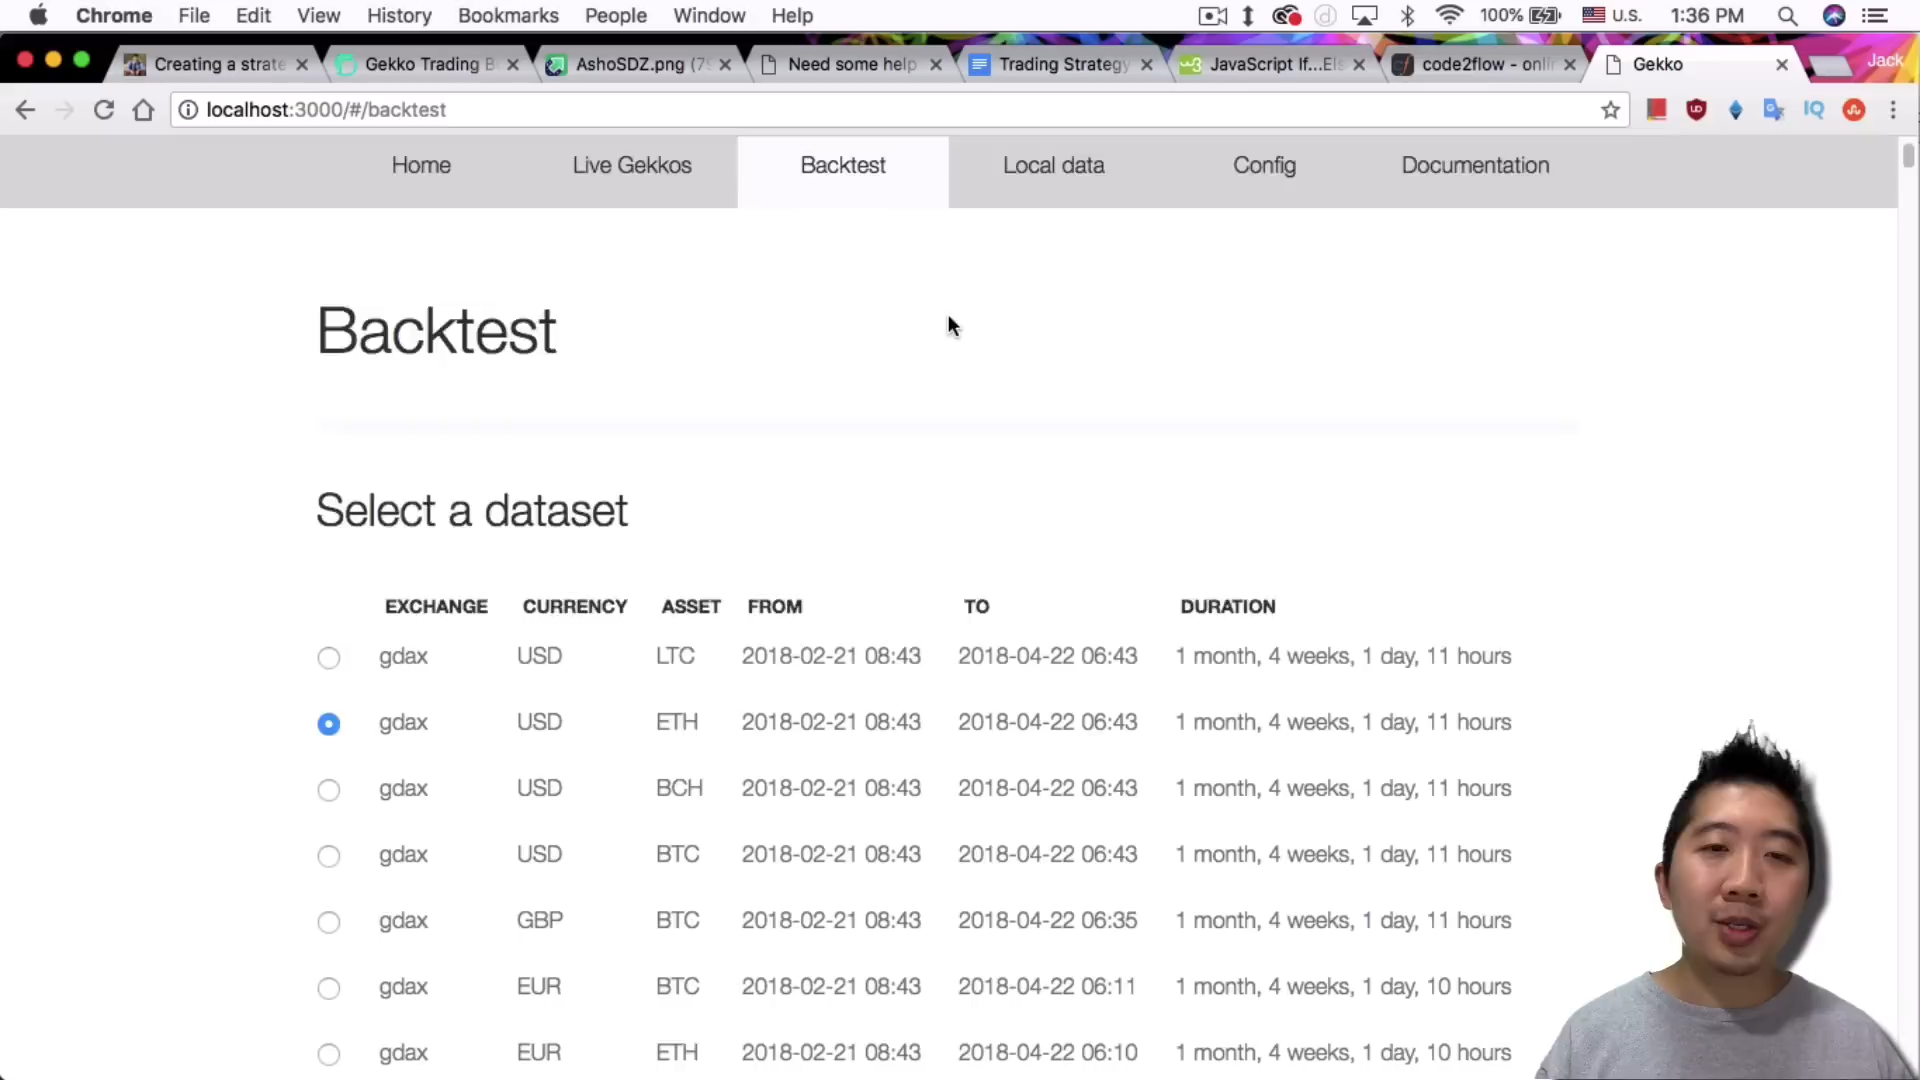 Chrome File Edit View History Bookmarks People Window Help 100% U.S. 1:36 PM
Creating a strate Gekko Trading B AshoSDZ.png (79 Need some help Trading Strategy JavaScript If...Els code2flow - onli Gekko Jack
localhost:3000/#/backtest
Home Live Gekkos Backtest Local data Config Documentation
Backtest
Select a dataset
EXCHANGE CURRENCY ASSET FROM TO DURATION
gdax USD LTC 2018-02-21 08:43 2018-04-22 06:43 1 month, 4 weeks, 1 day, 11 hours
gdax USD ETH 2018-02-21 08:43 2018-04-22 06:43 1 month, 4 weeks, 1 day, 11 hours
gdax USD BCH 2018-02-21 08:43 2018-04-22 06:43 1 month, 4 weeks, 1 day, 11 hours
gdax USD BTC 2018-02-21 08:43 2018-04-22 06:43 1 month, 4 weeks, 1 day, 11 hours
gdax GBP BTC 2018-02-21 08:43 2018-04-22 06:35 1 month, 4 weeks, 1 day, 11 hours
gdax EUR BTC 2018-02-21 08:43 2018-04-22 06:11 1 month, 4 weeks, 1 day, 10 hours
gdax EUR ETH 2018-02-21 08:43 2018-04-22 06:10 1 month, 4 weeks, 1 day, 10 hours